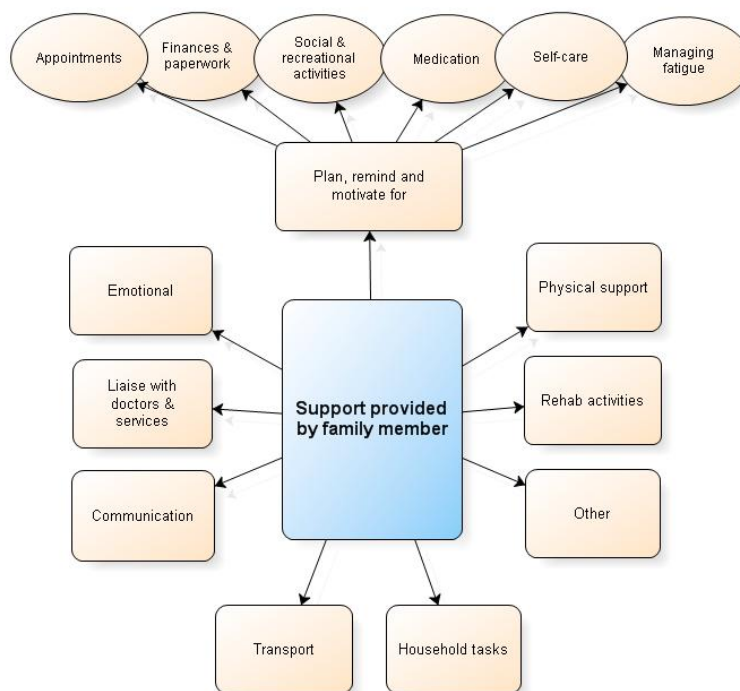 Appointments
Finances &
paperwork
Social &
recreational
activities
Medication
Self-care
Managing
fatigue
Plan, remind and
motivate for
Emotional
Physical support
Liaise with
doctors &
services
Support provided
by family member
Rehab activities
Communication
Other
Transport
Household tasks